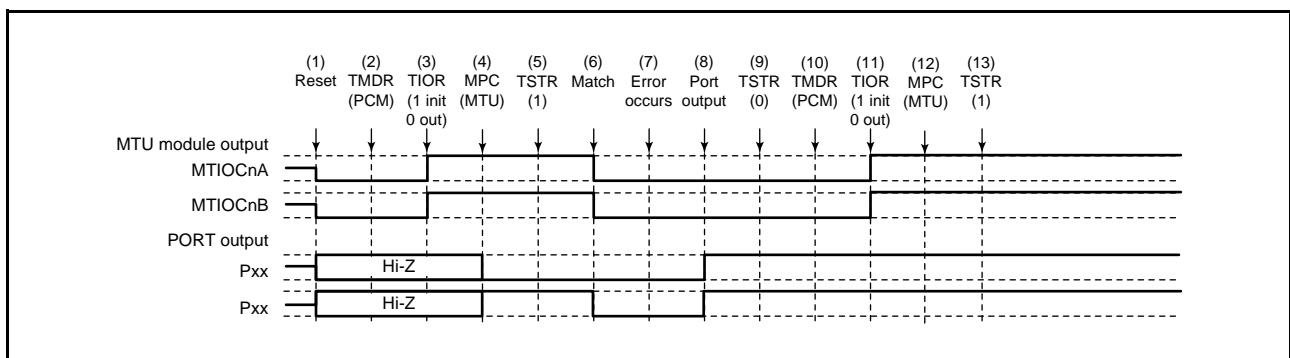 (1) (2) (3) (4) (5) (6) (7) (8) (9) (10) (11) (12) (13)
Reset TMDR TIOR MPC TSTR Match Error Port TSTR TMDR TIOR MPC TSTR
(PCM) (1 init (MTU) (1) occurs output (0) (PCM) (1 init (MTU) (1)
0 out) 0 out)
MTU module output
MTIOCnA
MTIOCnB
PORT output
Pxx Hi-Z
Pxx Hi-Z